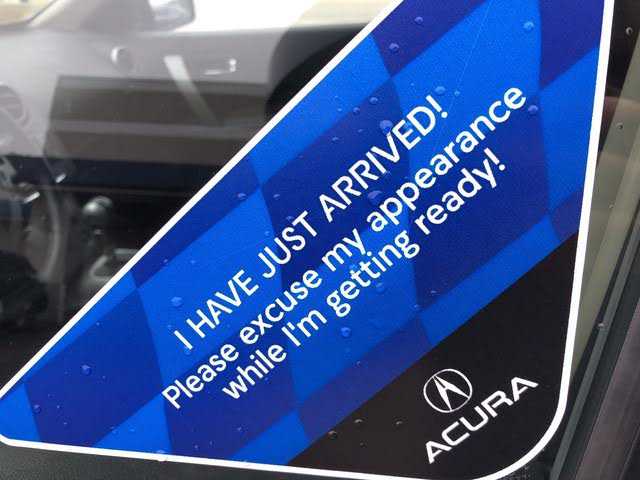 I HAVE JUST ARRIVED!
Please excuse my appearance
while I'm getting ready!
ACURA